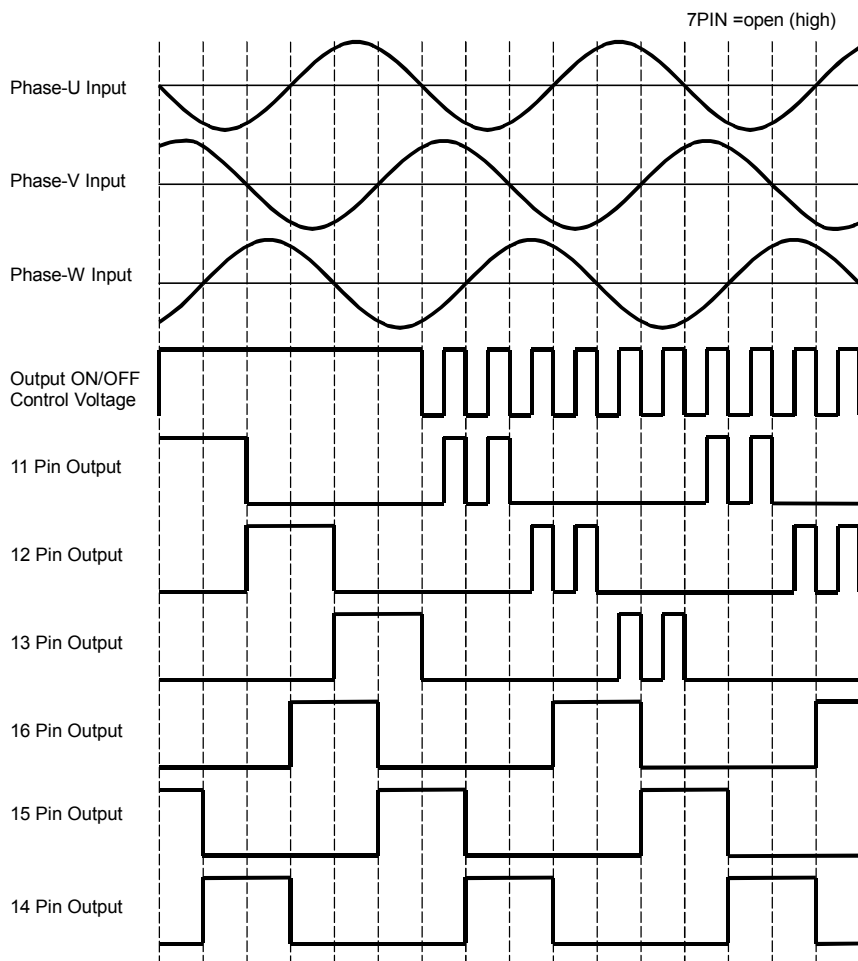 7PIN =open (high)
Phase-U Input
Phase-V Input
Phase-W Input
Output ON/OFF
Control Voltage
11 Pin Output
12 Pin Output
13 Pin Output
16 Pin Output
15 Pin Output
14 Pin Output